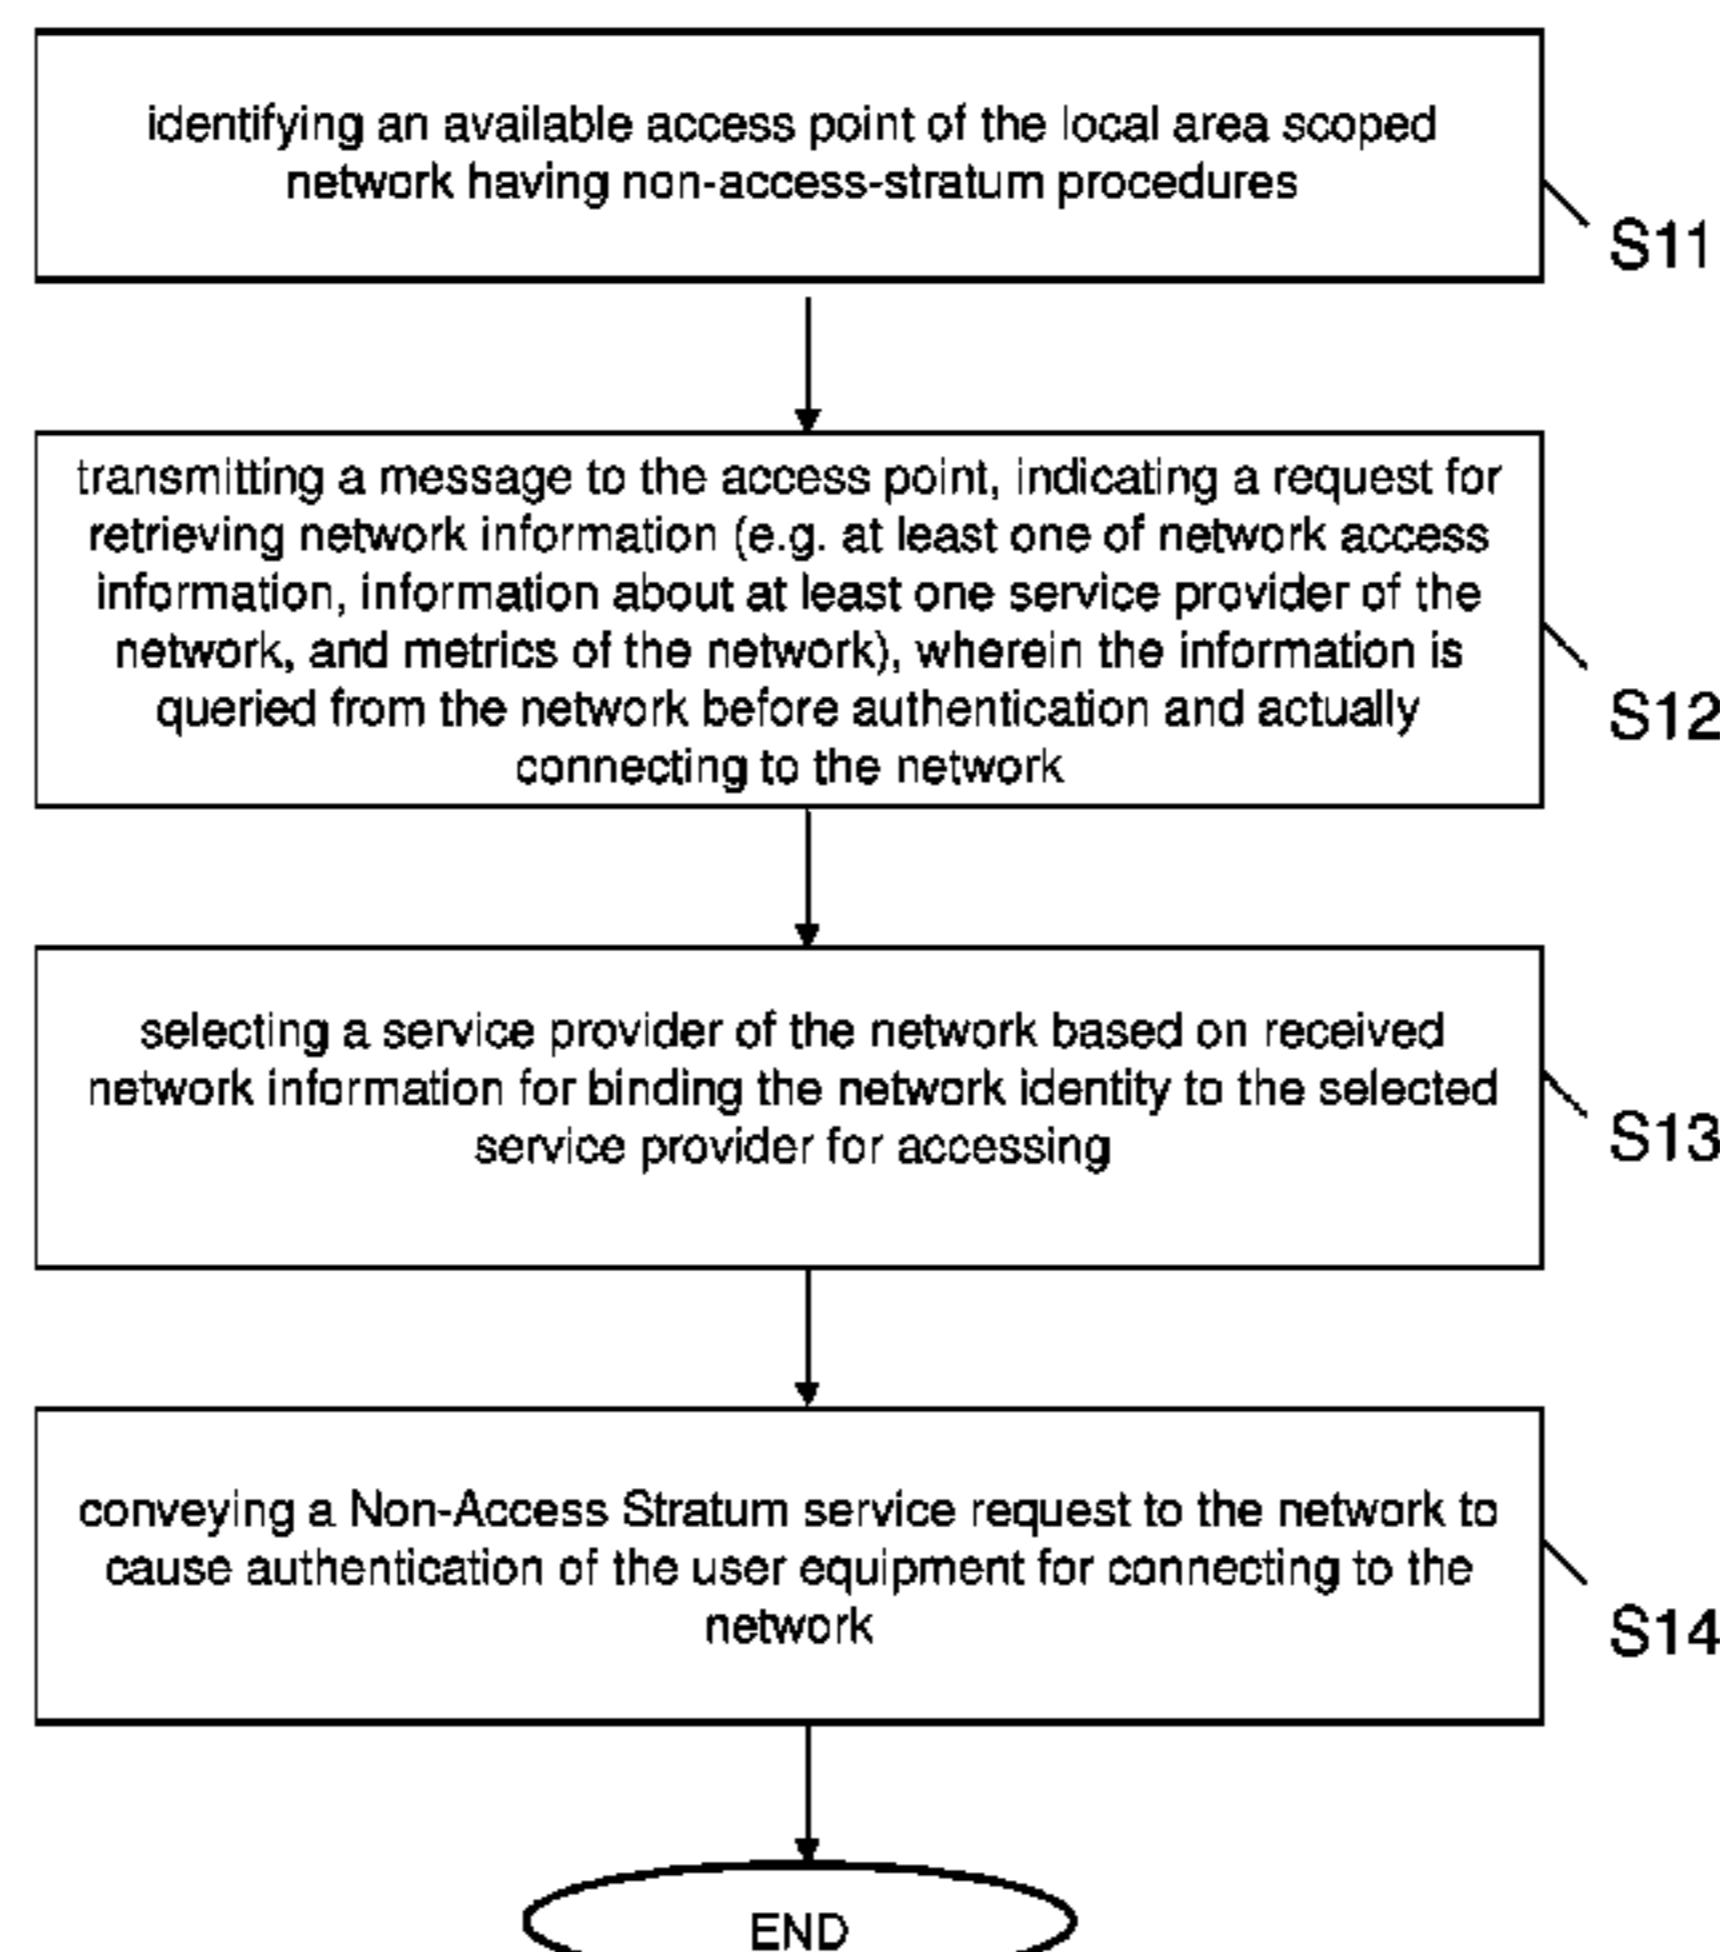 identifying an available access point of the local area scoped
network having non-access-stratum procedures
S11
transmitting a message to the access point, indicating a request for
retrieving network information (e.g. at least one of network access
information, information about at least one service provider of the
network, and metrics of the network), wherein the information is
queried from the network before authentication and actually
connecting to the network
S12
selecting a service provider of the network based on received
network information for binding the network identity to the selected
service provider for accessing
S13
conveying a Non-Access Stratum service request to the network to
cause authentication of the user equipment for connecting to the
network
S14
END